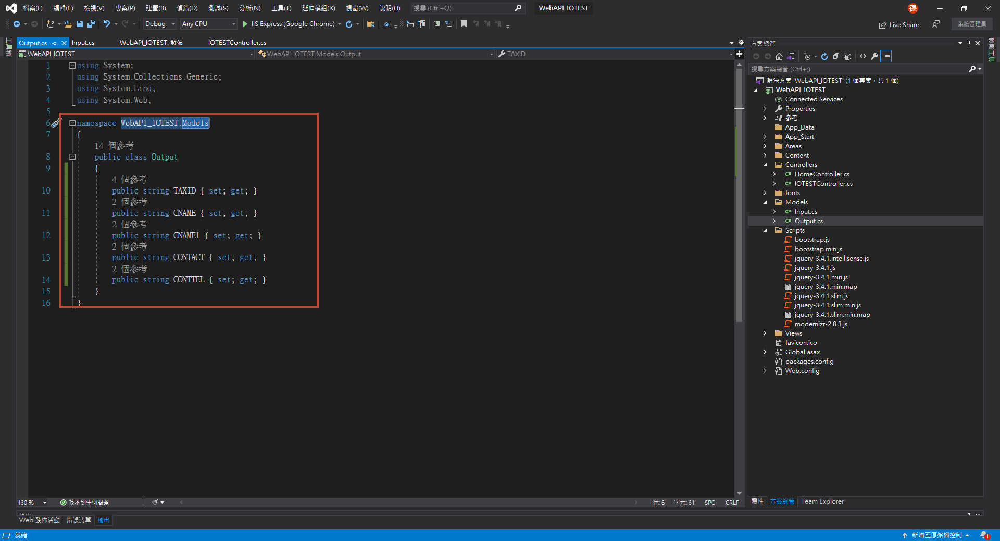 檔案(F) 編輯(E) 檢視(V) 專案(P) 建置(B) 偵錯(D) 測試(S) 分析(N) 工具(T) 延伸模組(X) 視窗(W) 說明(H) 搜尋 (Ctrl+Q) WebAPI_IOTEST 德
Debug Any CPU IIS Express (Google Chrome) Live Share 系統管理員
工具箱
Output.cs Input.cs WebAPI_IOTEST: 發佈 IOTESTController.cs
WebAPI_IOTEST WebAPI_IOTEST.Models.Output TAXID
1 using System;
2 using System.Collections.Generic;
3 using System.Linq;
4 using System.Web;
5
6 namespace WebAPI_IOTEST.Models
7 {
14 個參考
8 public class Output
9 {
4 個參考
10 public string TAXID { set; get; }
2 個參考
11 public string CNAME { set; get; }
2 個參考
12 public string CNAME1 { set; get; }
2 個參考
13 public string CONTACT { set; get; }
2 個參考
14 public string CONTTEL { set; get; }
15 }
16 }
130 % 找不到任何問題 行: 6 字元: 31 SPC CRLF
Web 發佈活動 錯誤清單 輸出
方案總管
搜尋方案總管 (Ctrl+;)
解決方案 'WebAPI_IOTEST' (1 個專案，共 1 個)
WebAPI_IOTEST
Connected Services
Properties
參考
App_Data
App_Start
Areas
Content
Controllers
C# HomeController.cs
C# IOTESTController.cs
fonts
Models
C# Input.cs
C# Output.cs
Scripts
bootstrap.js
bootstrap.min.js
jquery-3.4.1.intellisense.js
jquery-3.4.1.js
jquery-3.4.1.min.js
jquery-3.4.1.min.map
jquery-3.4.1.slim.js
jquery-3.4.1.slim.min.js
jquery-3.4.1.slim.min.map
modernizr-2.8.3.js
Views
favicon.ico
Global.asax
packages.config
Web.config
屬性 方案總管 Team Explorer
診斷工具
就緒 新增至原始檔控制 1